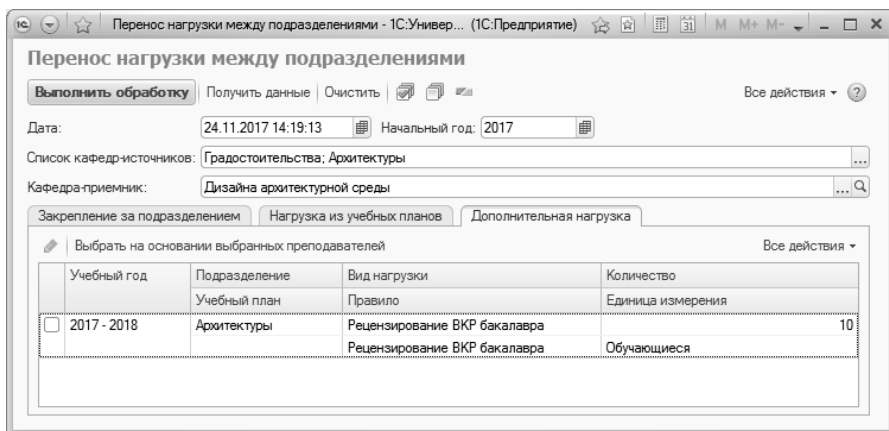 1С Перенос нагрузки между подразделениями - 1С:Универ... (1С:Предприятие) 31 M M+ M-
Перенос нагрузки между подразделениями
Выполнить обработку Получить данные Очистить Все действия ?
Дата: 24.11.2017 14:19:13 Начальный год: 2017
Список кафедр-источников: Градостоительства; Архитектуры ...
Кафедра-приемник: Дизайна архитектурной среды ...
Закрепление за подразделением Нагрузка из учебных планов Дополнительная нагрузка
Выбрать на основании выбранных преподавателей Все действия
Учебный год Подразделение Вид нагрузки Количество
Учебный план Правило Единица измерения
2017 - 2018 Архитектуры Рецензирование ВКР бакалавра 10
Рецензирование ВКР бакалавра Обучающиеся